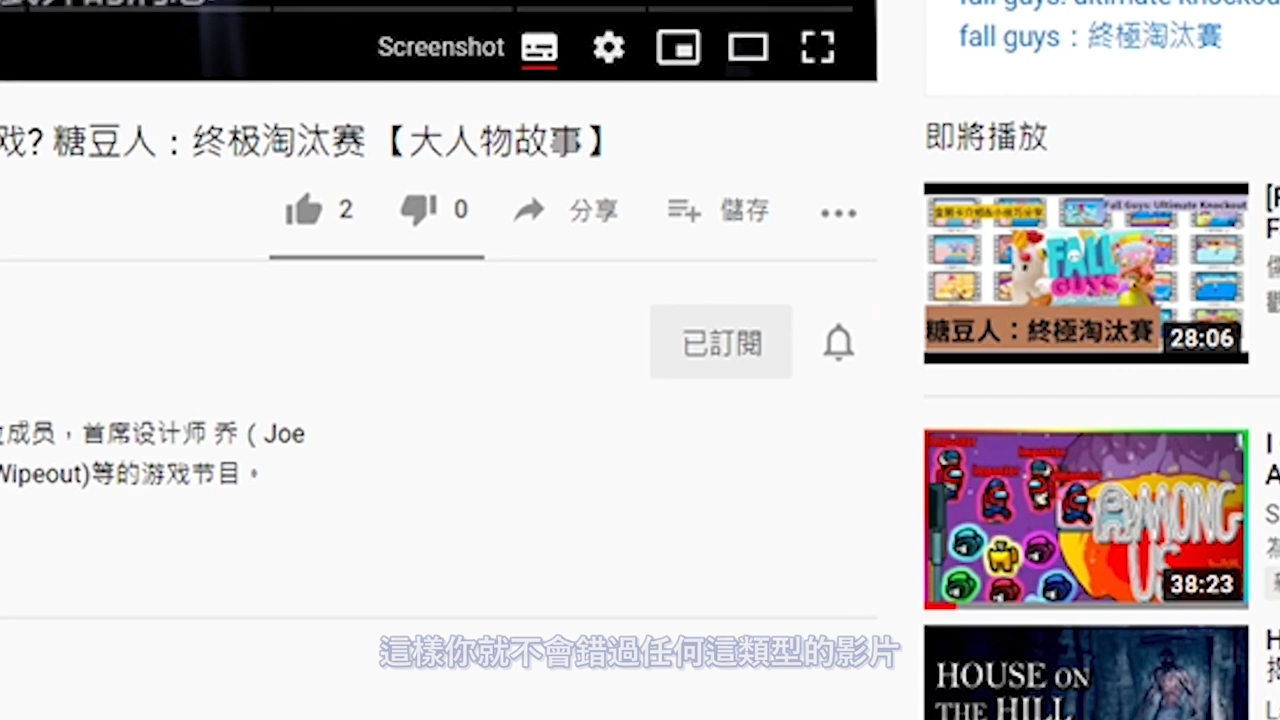 Screenshot
戏? 糖豆人：终极淘汰赛 【大人物故事】
2
0
分享
儲存
已訂閱
成员，首席设计师 乔 ( Joe
Wipeout)等的游戏节目。
fall guys：終極淘汰賽
即將播放
Fall Guys: Ultimate Knockout
FALL
GUYS
糖豆人：終極淘汰賽
28:06
AMONG
US
38:23
HOUSE ON
THE HILL
這樣你就不會錯過任何這類型的影片